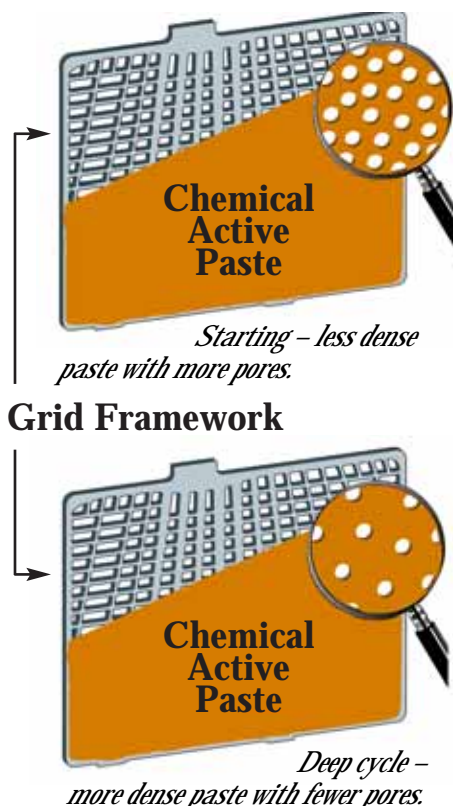 Chemical
Active
Paste
Starting – less dense
paste with more pores.
Grid Framework
Chemical
Active
Paste
Deep cycle –
more dense paste with fewer pores.